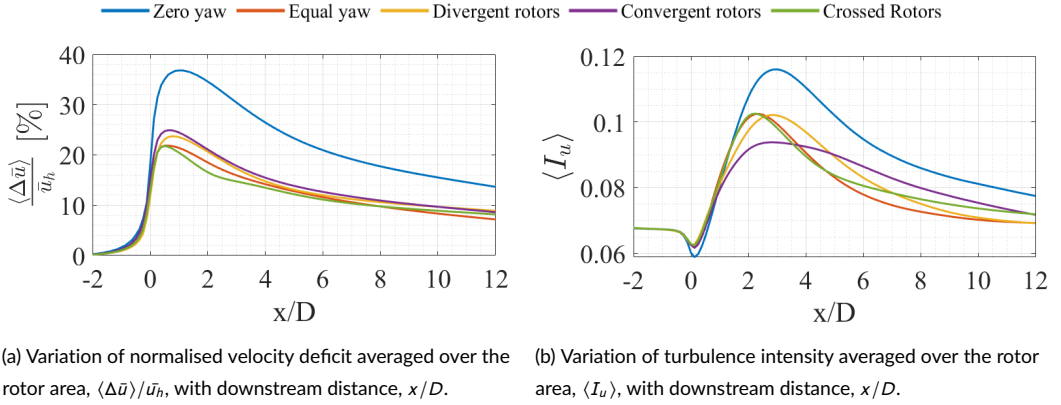 Zero yaw Equal yaw Divergent rotors Convergent rotors Crossed Rotors
40
30
20
10
0
-2 0 2 4 6 8 10 12
x/D
⟨Δū⟩/ū_h [%]
0.12
0.1
0.08
0.06
-2 0 2 4 6 8 10 12
x/D
⟨I_u⟩
(a) Variation of normalised velocity deficit averaged over the
rotor area, ⟨Δū⟩/ū_h, with downstream distance, x/D.
(b) Variation of turbulence intensity averaged over the rotor
area, ⟨I_u⟩, with downstream distance, x/D.